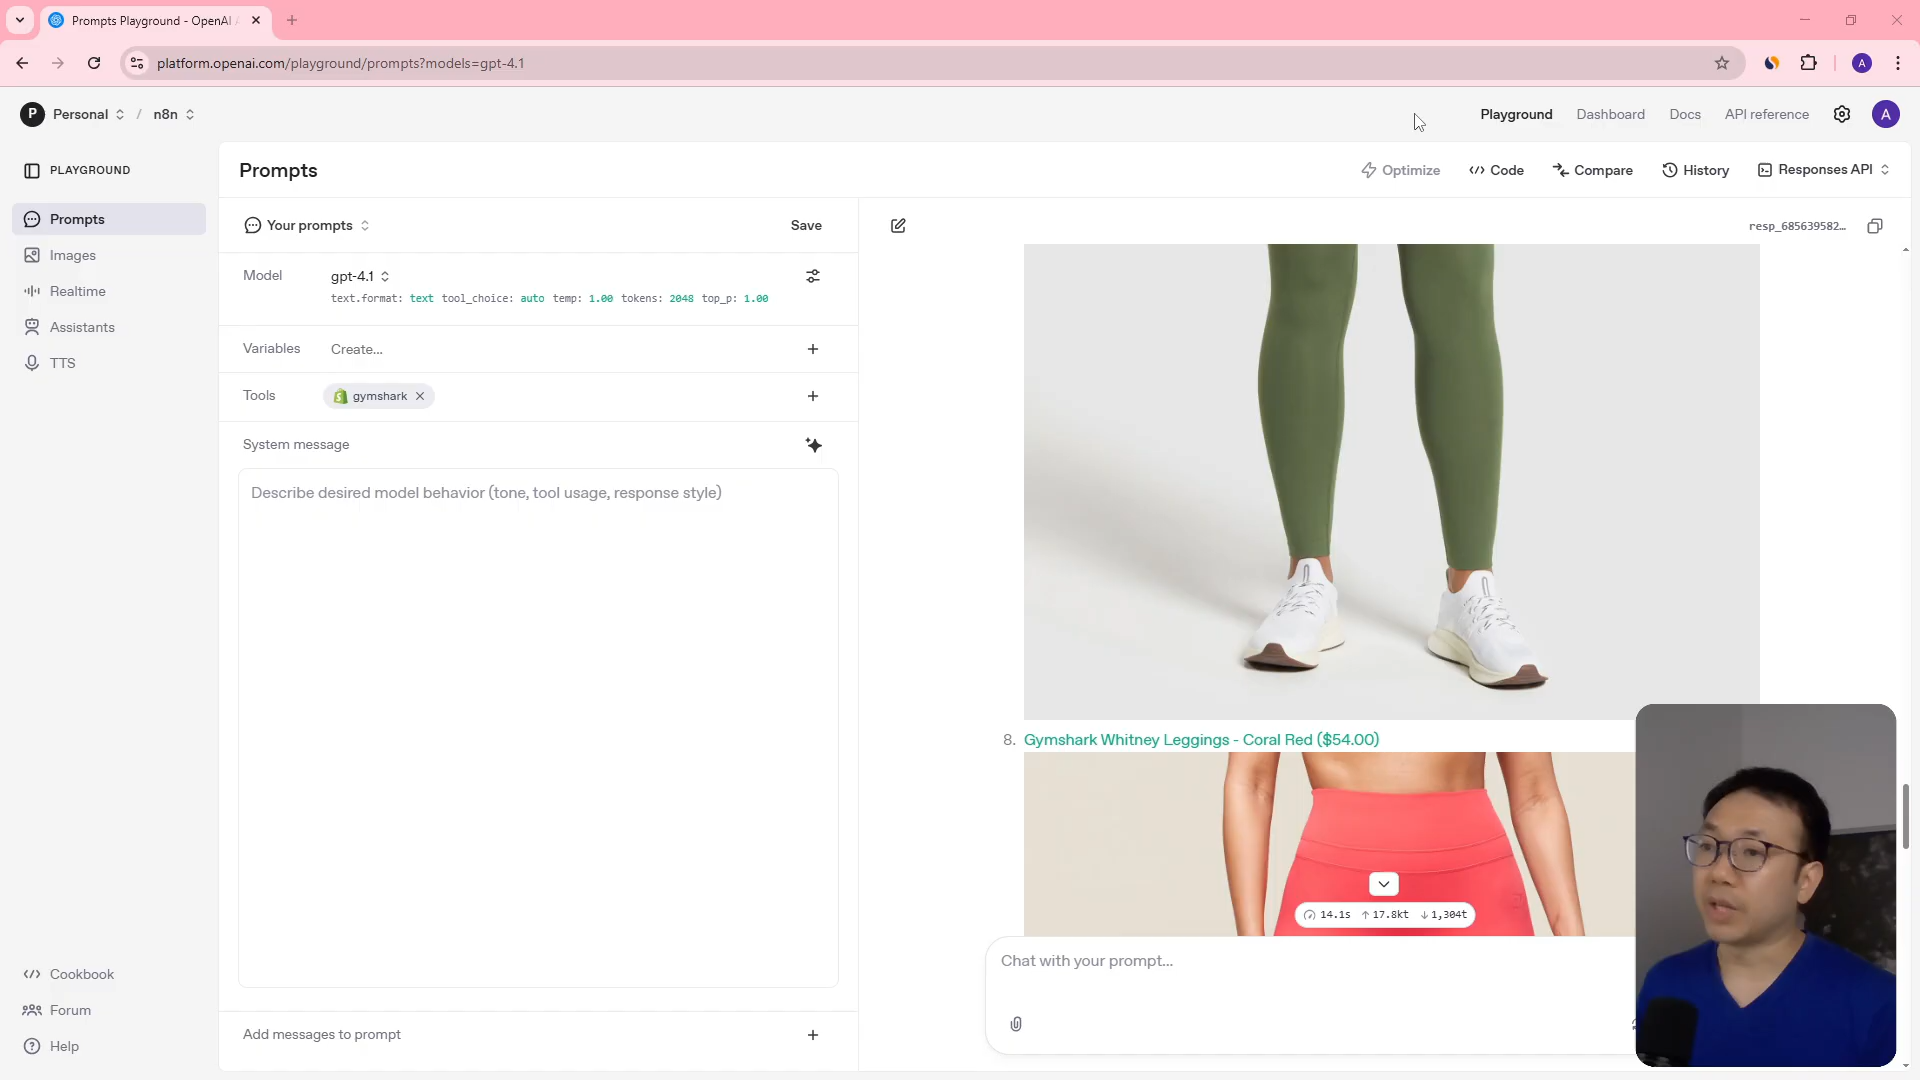 Prompts Playground - OpenAI
platform.openai.com/playground/prompts?models=gpt-4.1
A
P Personal / n8n
Playground Dashboard Docs API reference A
PLAYGROUND
Prompts
Images
Realtime
Assistants
TTS
Cookbook
Forum
Help
Prompts
Optimize Code Compare History Responses API
Your prompts Save
Model gpt-4.1
text.format: text tool_choice: auto temp: 1.00 tokens: 2048 top_p: 1.00
Variables Create...
Tools gymshark
System message
Describe desired model behavior (tone, tool usage, response style)
Add messages to prompt
resp_685639582…
8. Gymshark Whitney Leggings - Coral Red ($54.00)
14.1s ↑17.8kt ↓1,304t
Chat with your prompt...